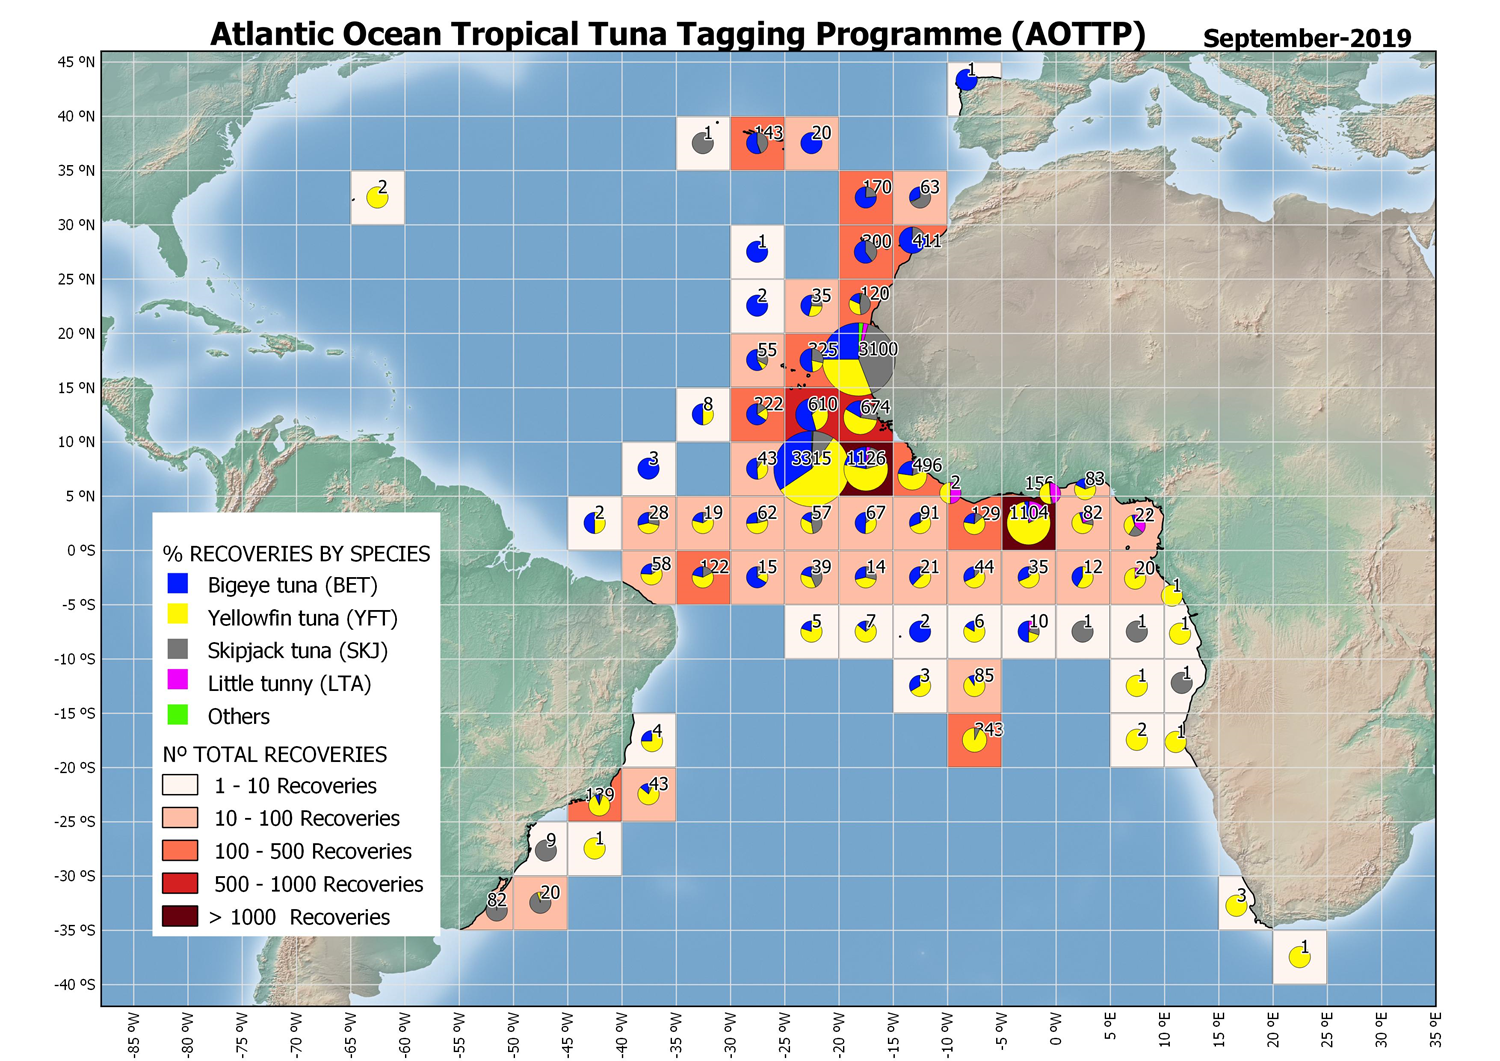 Atlantic Ocean Tropical Tuna Tagging Programme (AOTTP) September-2019
45 ºN
40 ºN
35 ºN
30 ºN
25 ºN
20 ºN
15 ºN
10 ºN
5 ºN
0 ºS
-5 ºS
-10 ºS
-15 ºS
-20 ºS
-25 ºS
-30 ºS
-35 ºS
-40 ºS
1
1 143 20
2 170 63
1 300 411
2 35 120
55 325 3100
8 222 610 674
3 43 3315 1126 496 2 156 83
2 28 19 62 57 67 91 129 1104 82 22
58 122 15 39 14 21 44 35 12 20 1
5 7 2 6 10 1 1 1
3 85 1 1
4 343 2 1
139 43
9 1
82 20 3
1
% RECOVERIES BY SPECIES
Bigeye tuna (BET)
Yellowfin tuna (YFT)
Skipjack tuna (SKJ)
Little tunny (LTA)
Others
Nº TOTAL RECOVERIES
1 - 10 Recoveries
10 - 100 Recoveries
100 - 500 Recoveries
500 - 1000 Recoveries
> 1000 Recoveries
-85 ºW -80 ºW -75 ºW -70 ºW -65 ºW -60 ºW -55 ºW -50 ºW -45 ºW -40 ºW -35 ºW -30 ºW -25 ºW -20 ºW -15 ºW -10 ºW -5 ºW 0 ºW 5 ºE 10 ºE 15 ºE 20 ºE 25 ºE 30 ºE 35 ºE